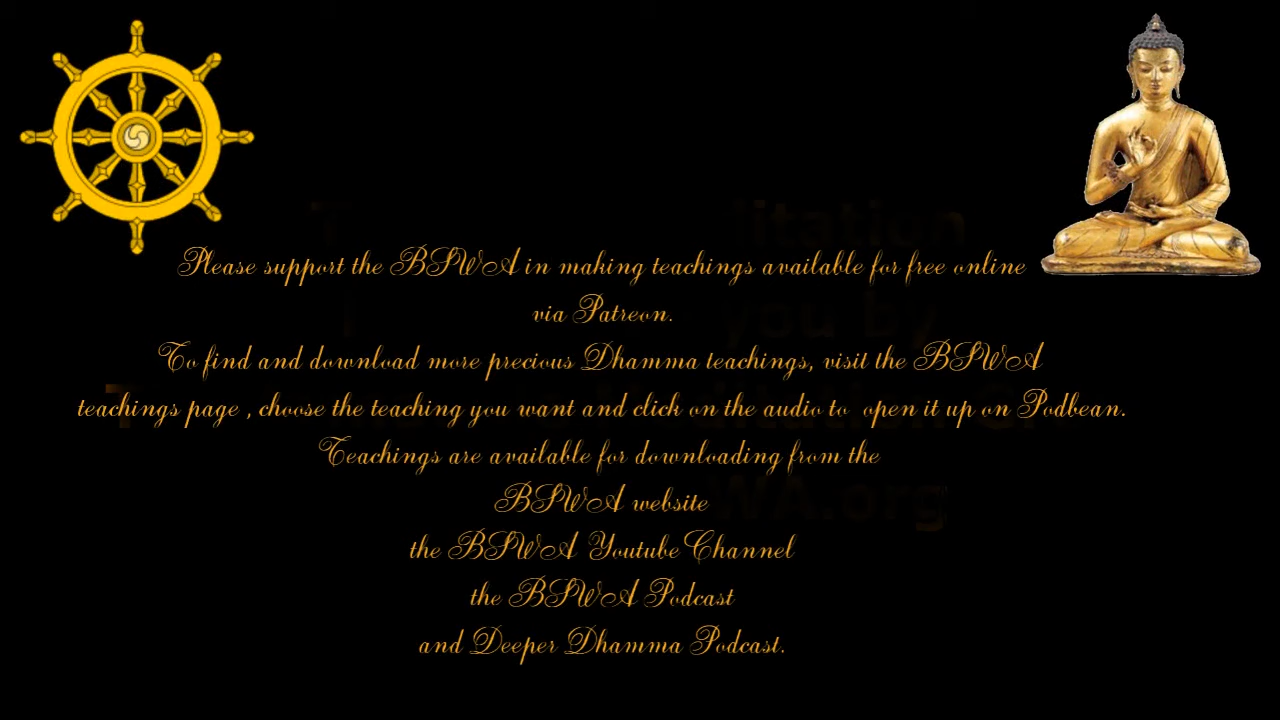 Please support the BSWA in making teachings available for free online
via Patreon.
To find and download more precious Dhamma teachings, visit the BSWA
teachings page , choose the teaching you want and click on the audio to open it up on Podbean.
Teachings are available for downloading from the
BSWA website
the BSWA Youtube Channel
the BSWA Podcast
and Deeper Dhamma Podcast.